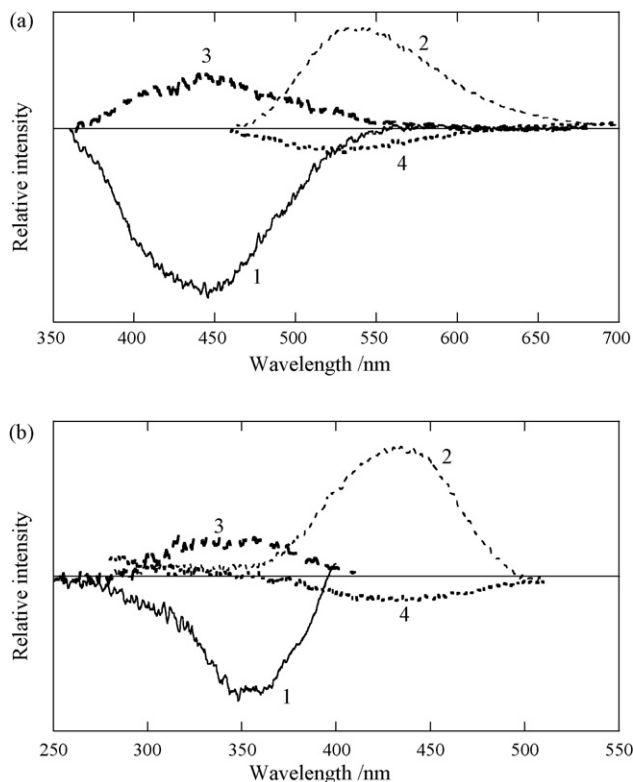 (a)
Relative intensity
3
2
4
1
350 400 450 500 550 600 650 700
Wavelength /nm
(b)
Relative intensity
2
3
4
1
250 300 350 400 450 500 550
Wavelength /nm